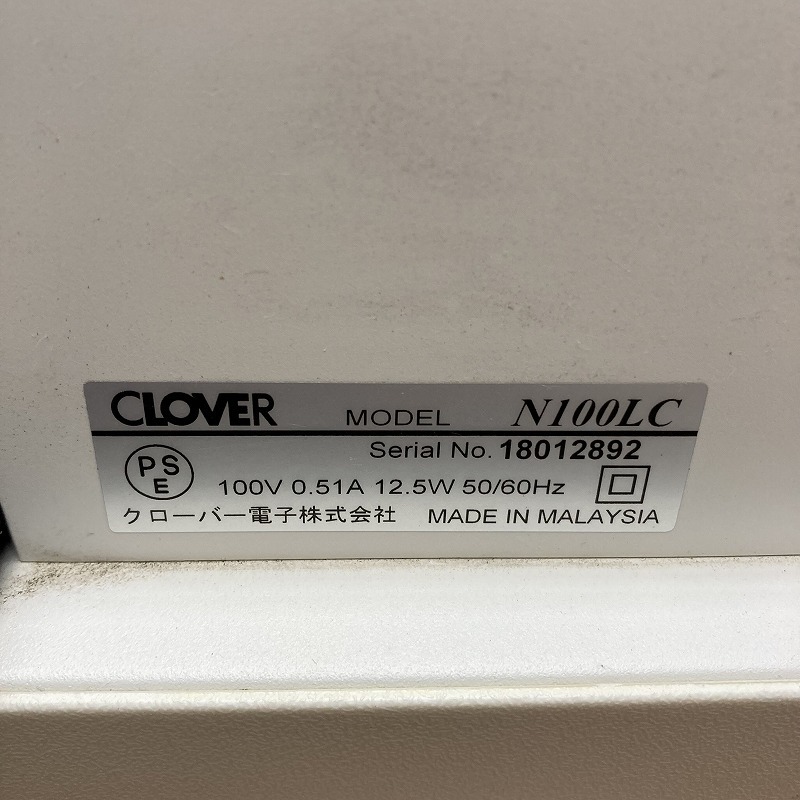 CLOVER MODEL N100LC
Serial No. 18012892
PS
E
100V 0.51A 12.5W 50/60Hz
クローバー電子株式会社 MADE IN MALAYSIA